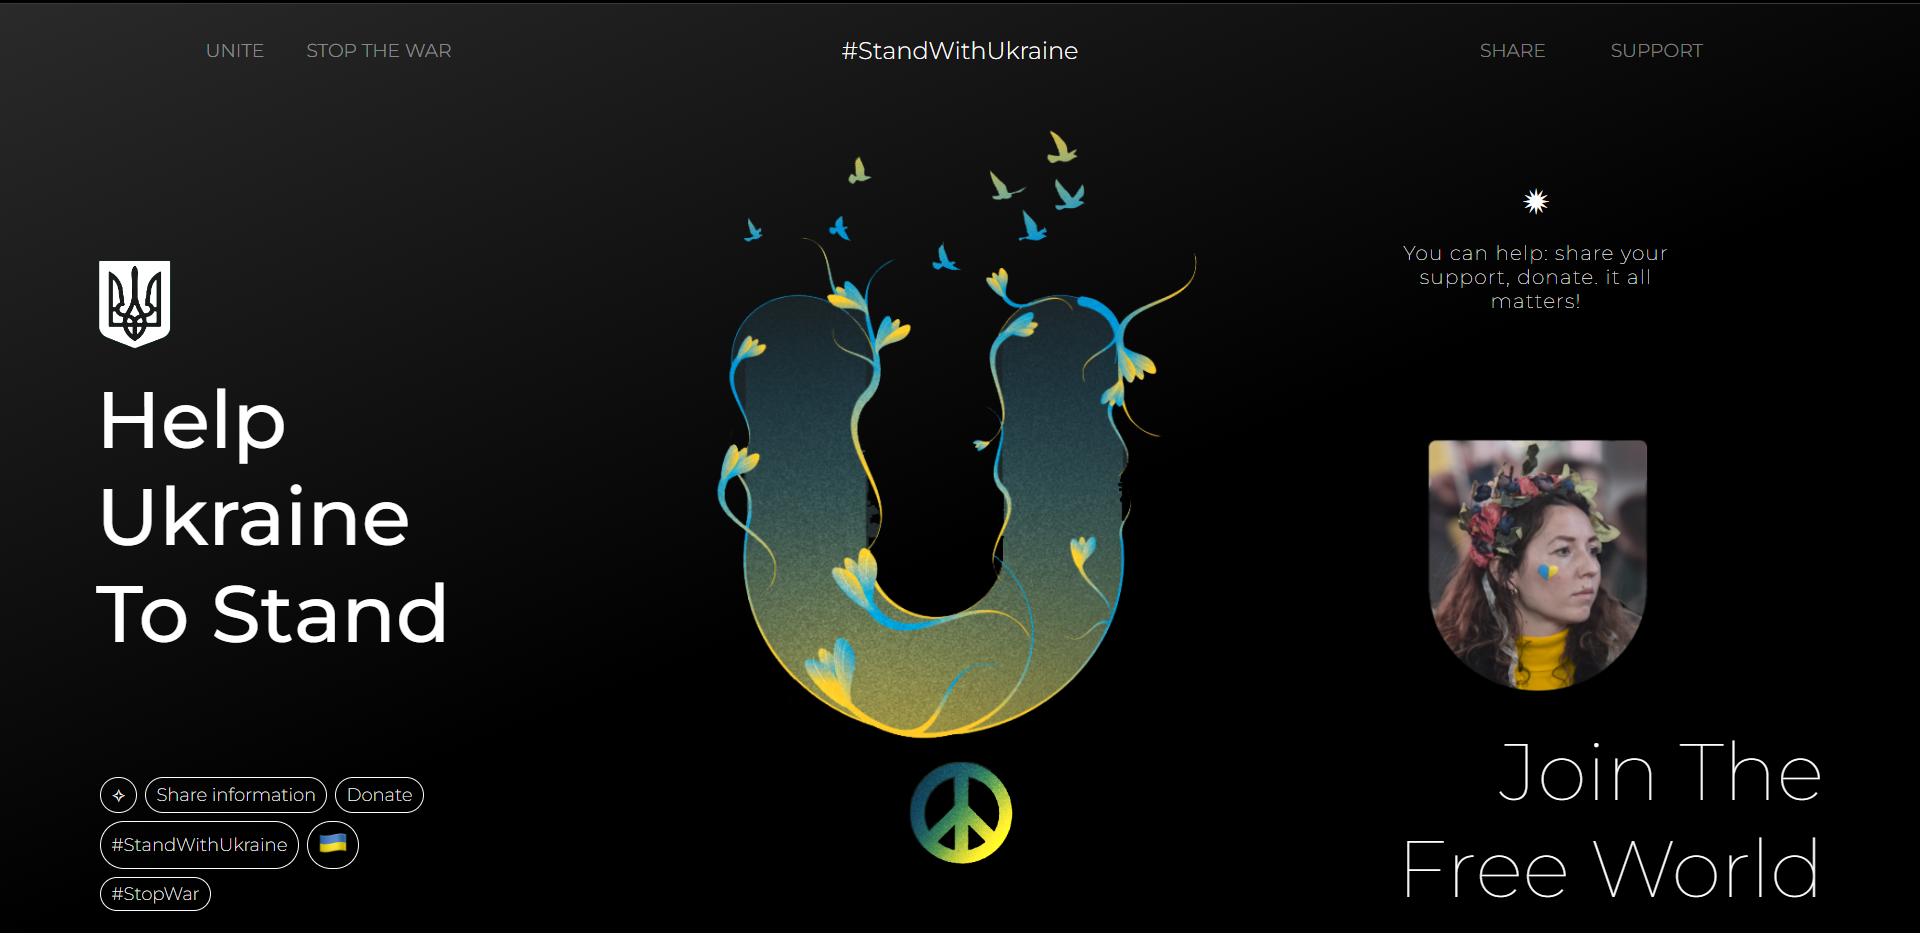 UNITE
STOP THE WAR
#StandWithUkraine
SHARE
SUPPORT
Help
Ukraine
To Stand
Share information
Donate
#StandWithUkraine
#StopWar
U
You can help: share your
support, donate. it all
matters!
Join The
Free World